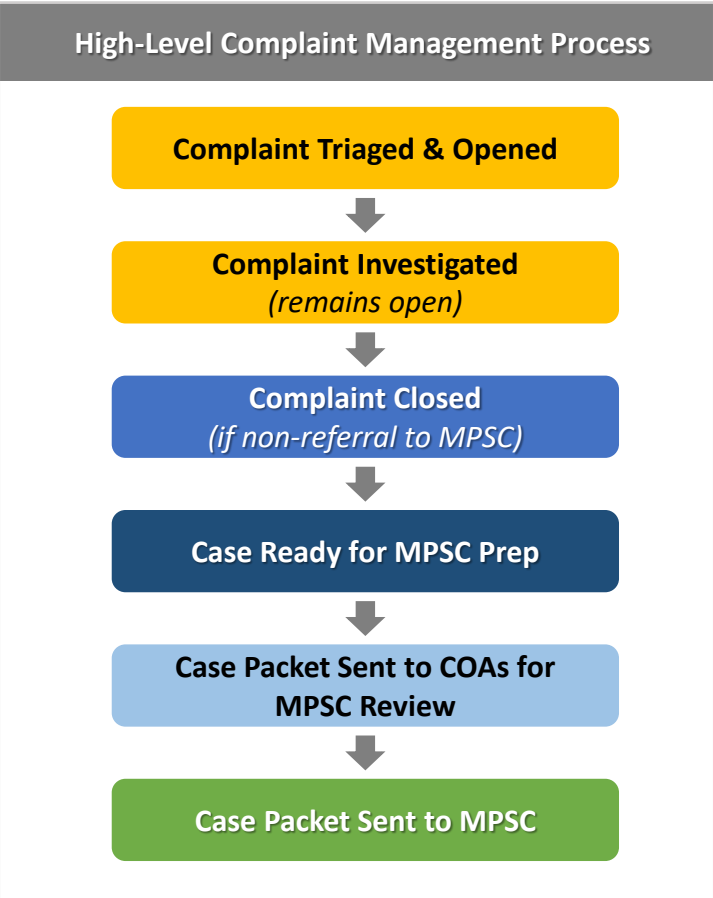 High-Level Complaint Management Process
Complaint Triaged & Opened
Complaint Investigated
(remains open)
Complaint Closed
(if non-referral to MPSC)
Case Ready for MPSC Prep
Case Packet Sent to COAs for
MPSC Review
Case Packet Sent to MPSC